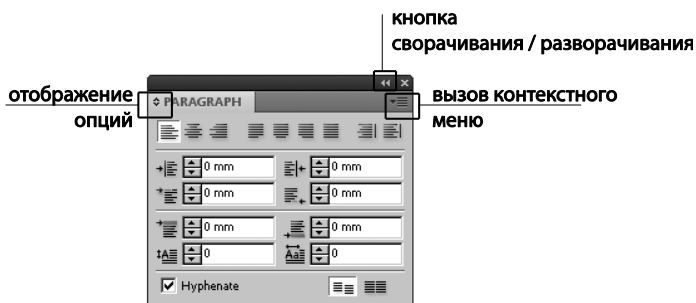 кнопка
сворачивания / разворачивания
отображение
опций
PARAGRAPH
вызов контекстного
меню
0 mm 0 mm
0 mm 0 mm
0 mm 0 mm
0 0
Hyphenate